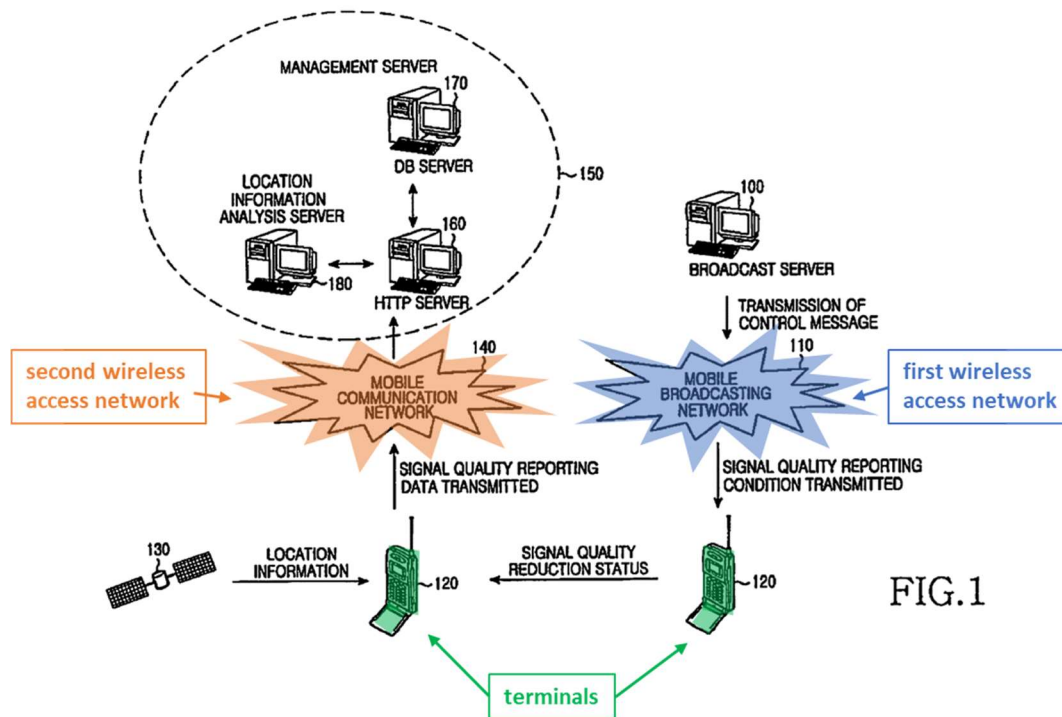 MANAGEMENT SERVER
170
DB SERVER
150
LOCATION
INFORMATION
ANALYSIS SERVER
160
180
HTTP SERVER
100
BROADCAST SERVER
TRANSMISSION OF
CONTROL MESSAGE
second wireless
access network
140
MOBILE
COMMUNICATION
NETWORK
110
MOBILE
BROADCASTING
NETWORK
first wireless
access network
SIGNAL QUALITY REPORTING
DATA TRANSMITTED
SIGNAL QUALITY REPORTING
CONDITION TRANSMITTED
130
LOCATION
INFORMATION
120
SIGNAL QUALITY
REDUCTION STATUS
120
FIG.1
terminals